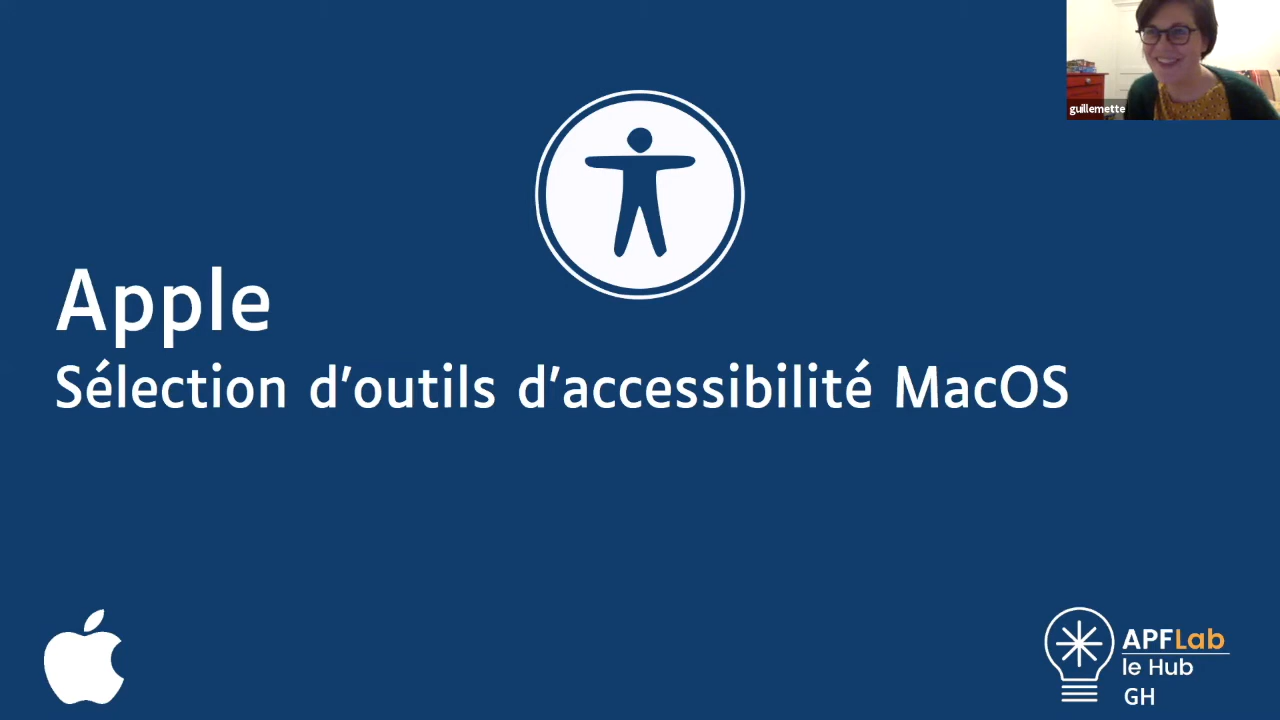 guillemette
Apple
Sélection d'outils d'accessibilité MacOS
APFLab
le Hub
GH